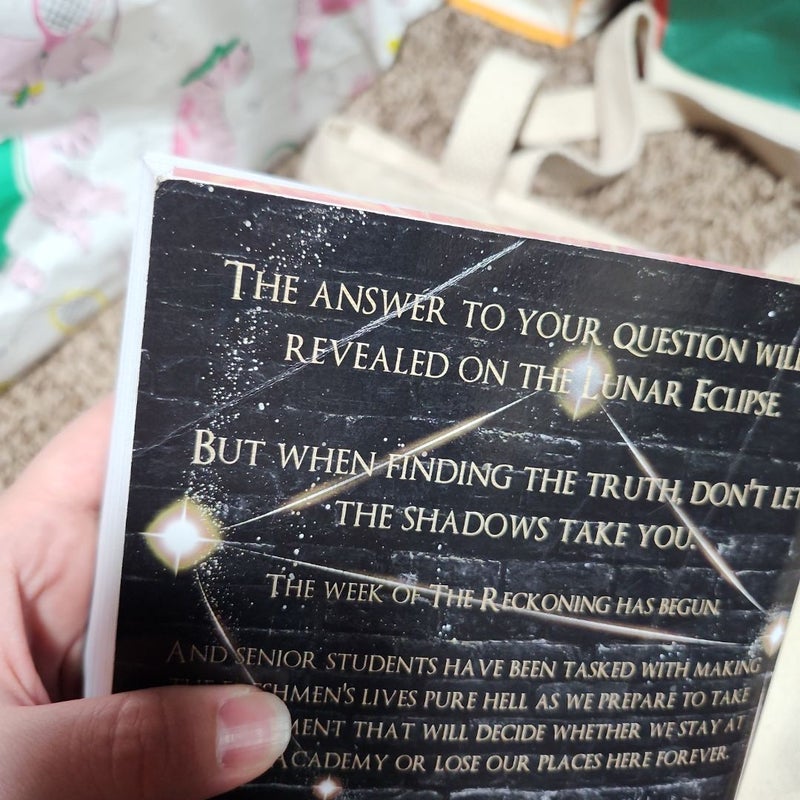 THE ANSWER TO YOUR QUESTION WILL
REVEALED ON THE LUNAR ECLIPSE.
BUT WHEN FINDING THE TRUTH, DON'T LET
THE SHADOWS TAKE YOU.
THE WEEK OF THE RECKONING HAS BEGUN.
AND SENIOR STUDENTS HAVE BEEN TASKED WITH MAKING
THE LIVES PURE HELL AS WE PREPARE TO TAKE
THAT WILL DECIDE WHETHER WE STAY AT
ACADEMY OR LOSE OUR PLACES HERE FOREVER.